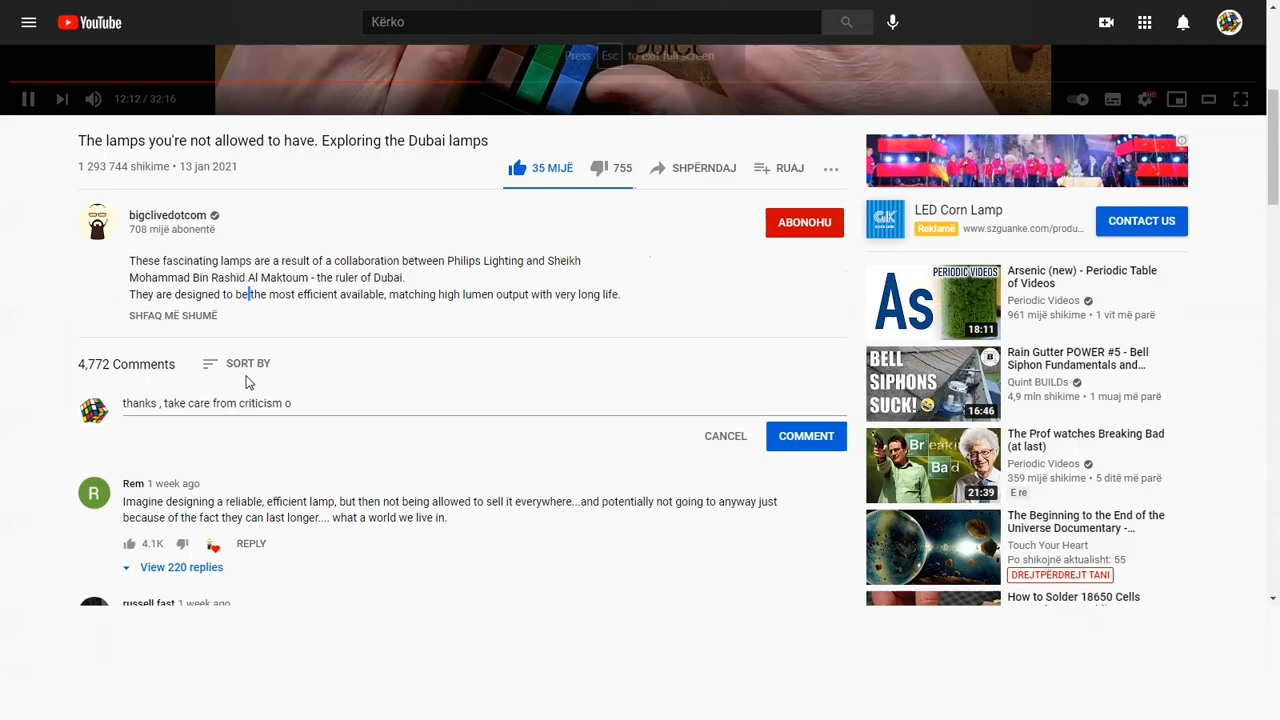 YouTube
Kërko
Press Esc to exit full screen
12:12 / 32:16
HD
The lamps you're not allowed to have. Exploring the Dubai lamps
1 293 744 shikime • 13 jan 2021
35 MIJË
755
SHPËRNDAJ
RUAJ
bigclivedotcom
708 mijë abonentë
ABONOHU
These fascinating lamps are a result of a collaboration between Philips Lighting and Sheikh
Mohammad Bin Rashid Al Maktoum - the ruler of Dubai.
They are designed to be the most efficient available, matching high lumen output with very long life.
SHFAQ MË SHUMË
4,772 Comments
SORT BY
thanks , take care from criticism o
CANCEL
COMMENT
R
Rem 1 week ago
Imagine designing a reliable, efficient lamp, but then not being allowed to sell it everywhere...and potentially not going to anyway just
because of the fact they can last longer.... what a world we live in.
4.1K
REPLY
View 220 replies
russell fast 1 week ago
GK
LED Corn Lamp
Reklamë www.szguanke.com/produ...
CONTACT US
PERIODIC VIDEOS
As
18:11
Arsenic (new) - Periodic Table
of Videos
Periodic Videos
961 mijë shikime • 1 vit më parë
BELL
SIPHONS
SUCK!
16:46
Rain Gutter POWER #5 - Bell
Siphon Fundamentals and...
Quint BUILDs
4,9 mln shikime • 1 muaj më parë
Breaking
Bad
21:39
The Prof watches Breaking Bad
(at last)
Periodic Videos
359 mijë shikime • 5 ditë më parë
E re
The Beginning to the End of the
Universe Documentary -...
Touch Your Heart
Po shikojnë aktualisht: 55
DREJTPËRDREJT TANI
How to Solder 18650 Cells